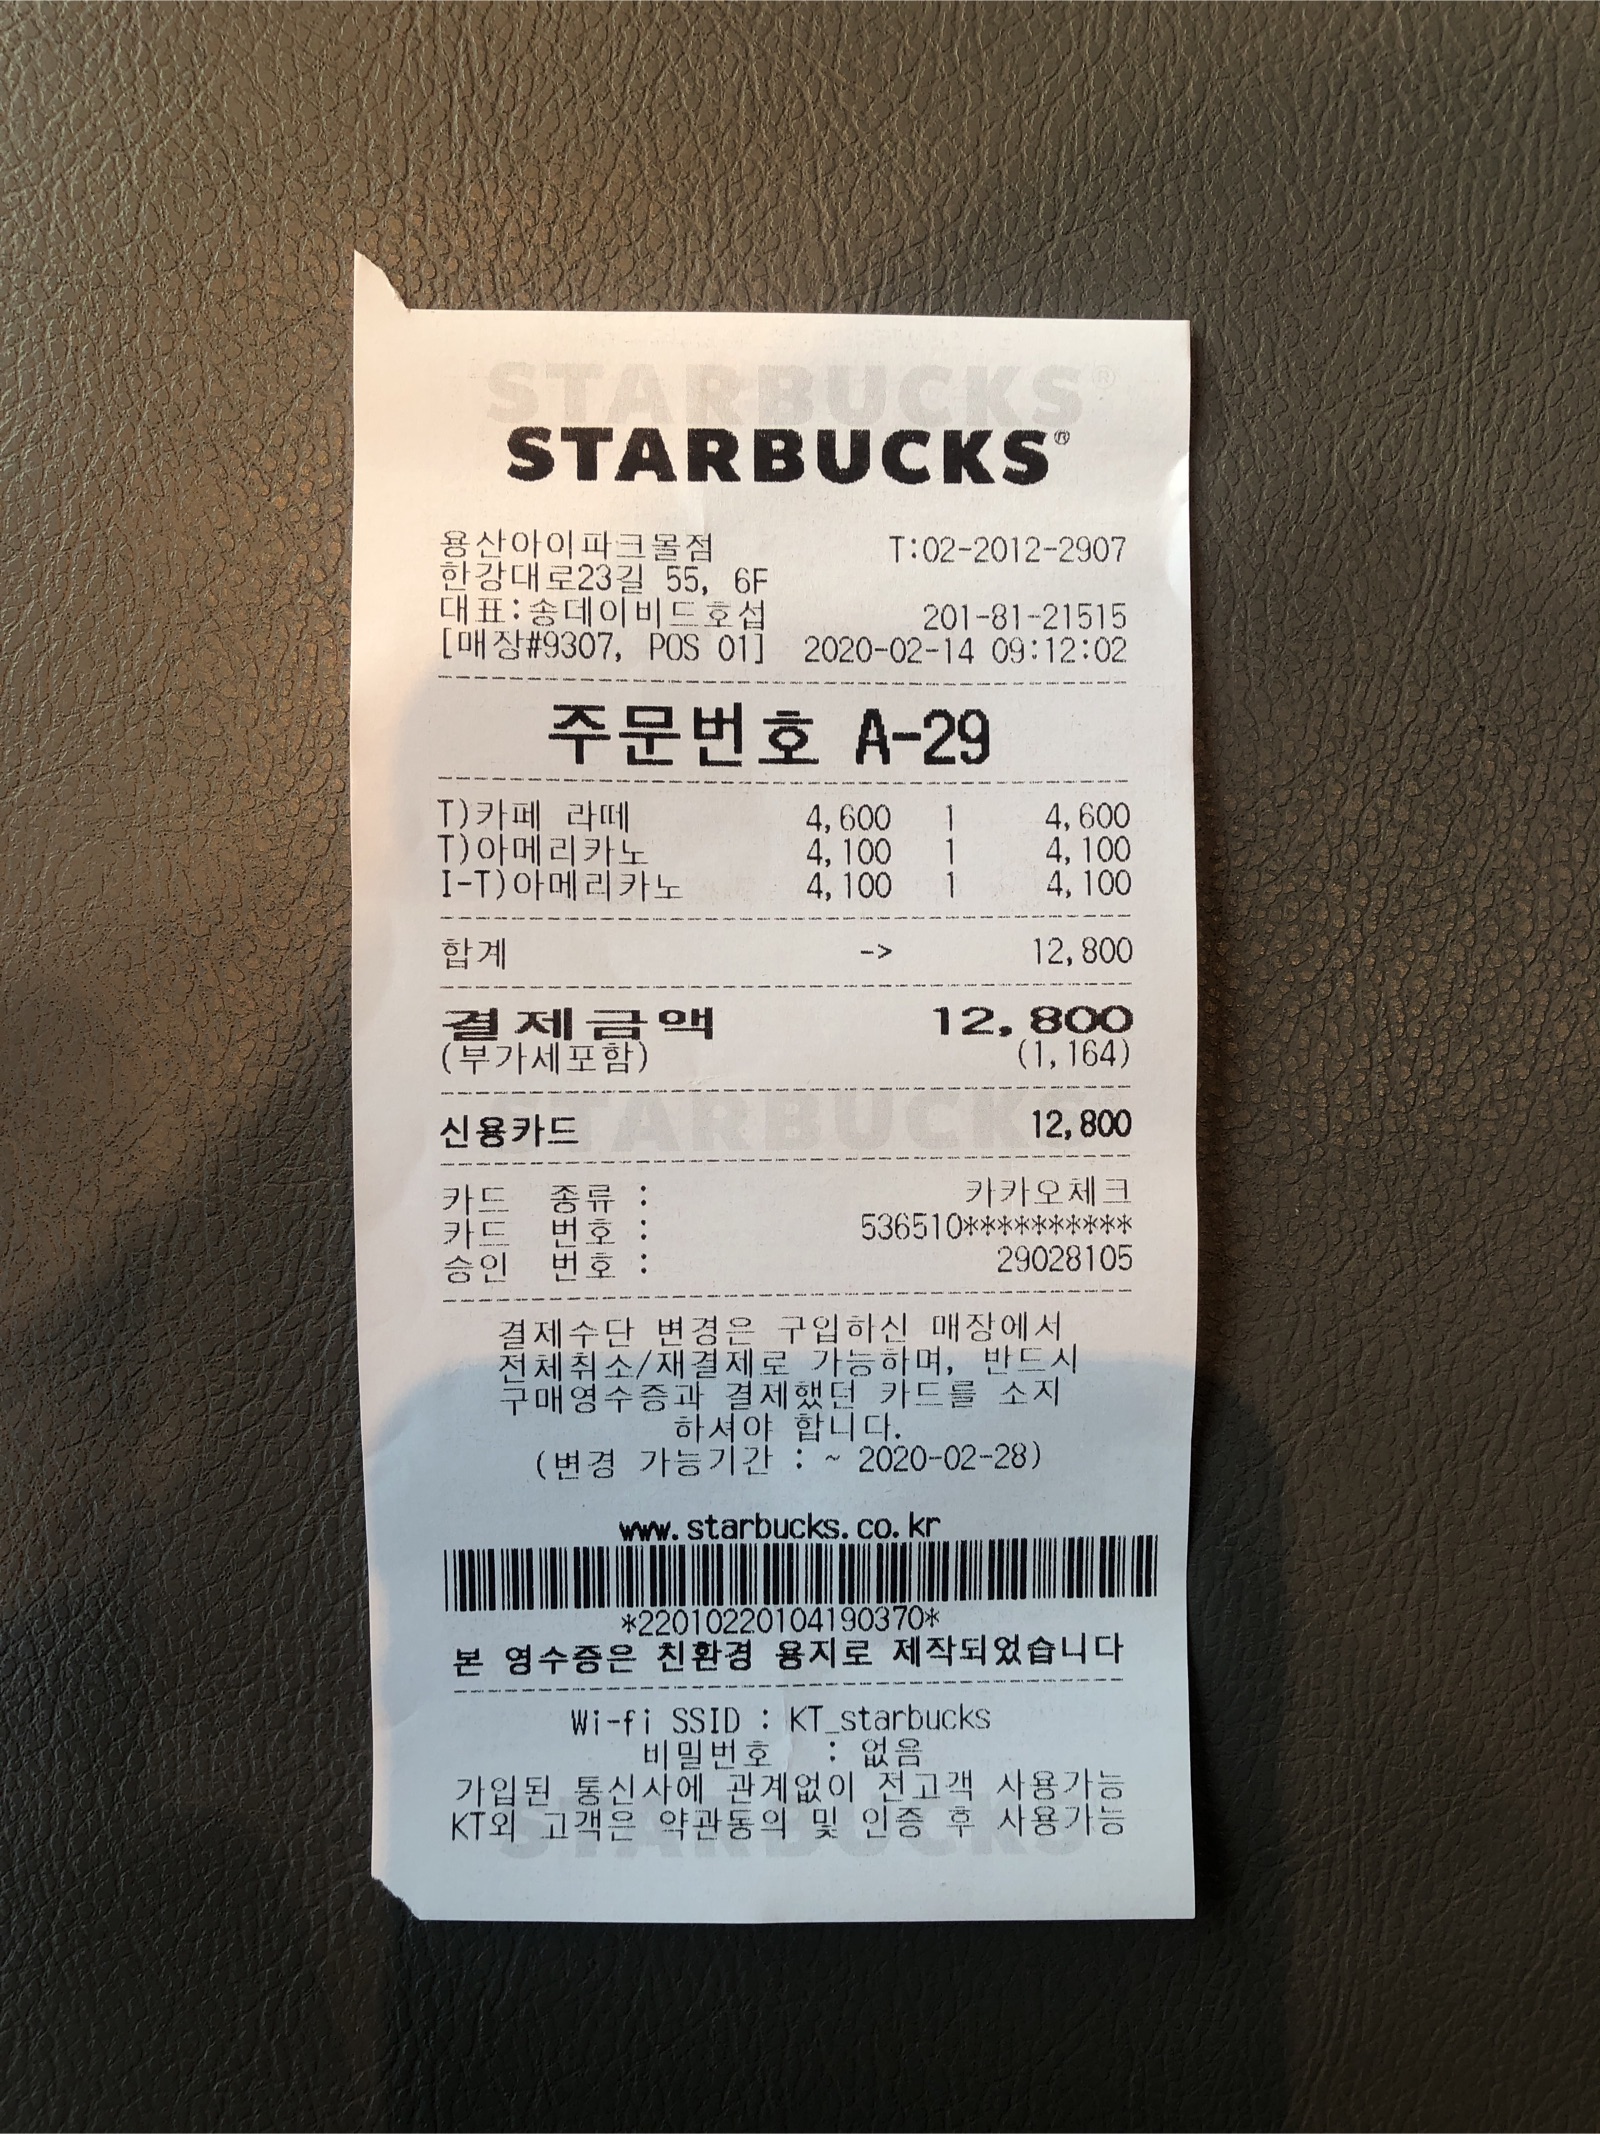 STARBUCKS®
STARBUCKS®
용산아이파크몰점 T:02-2012-2907
한강대로23길 55, 6F
대표:송데이비드호섭 201-81-21515
[매장#9307, POS 01] 2020-02-14 09:12:02
주문번호 A-29
T)카페 라떼 4,600 1 4,600
T)아메리카노 4,100 1 4,100
I-T)아메리카노 4,100 1 4,100
합계 -> 12,800
결제금액 12,800
(부가세포함) (1,164)
STARBUCKS
신용카드 12,800
카드 종류 : 카카오체크
카드 번호 : 536510**********
승인 번호 : 29028105
결제수단 변경은 구입하신 매장에서
전체취소/재결제로 가능하며, 반드시
구매영수증과 결제했던 카드를 소지
하셔야 합니다.
(변경 가능기간 : ~ 2020-02-28)
www.starbucks.co.kr
*22010220104190370*
본 영수증은 친환경 용지로 제작되었습니다
Wi-fi SSID : KT_starbucks
비밀번호 : 없음
가입된 통신사에 관계없이 전고객 사용가능
KT외 고객은 약관동의 및 인증 후 사용가능
STARBUCKS